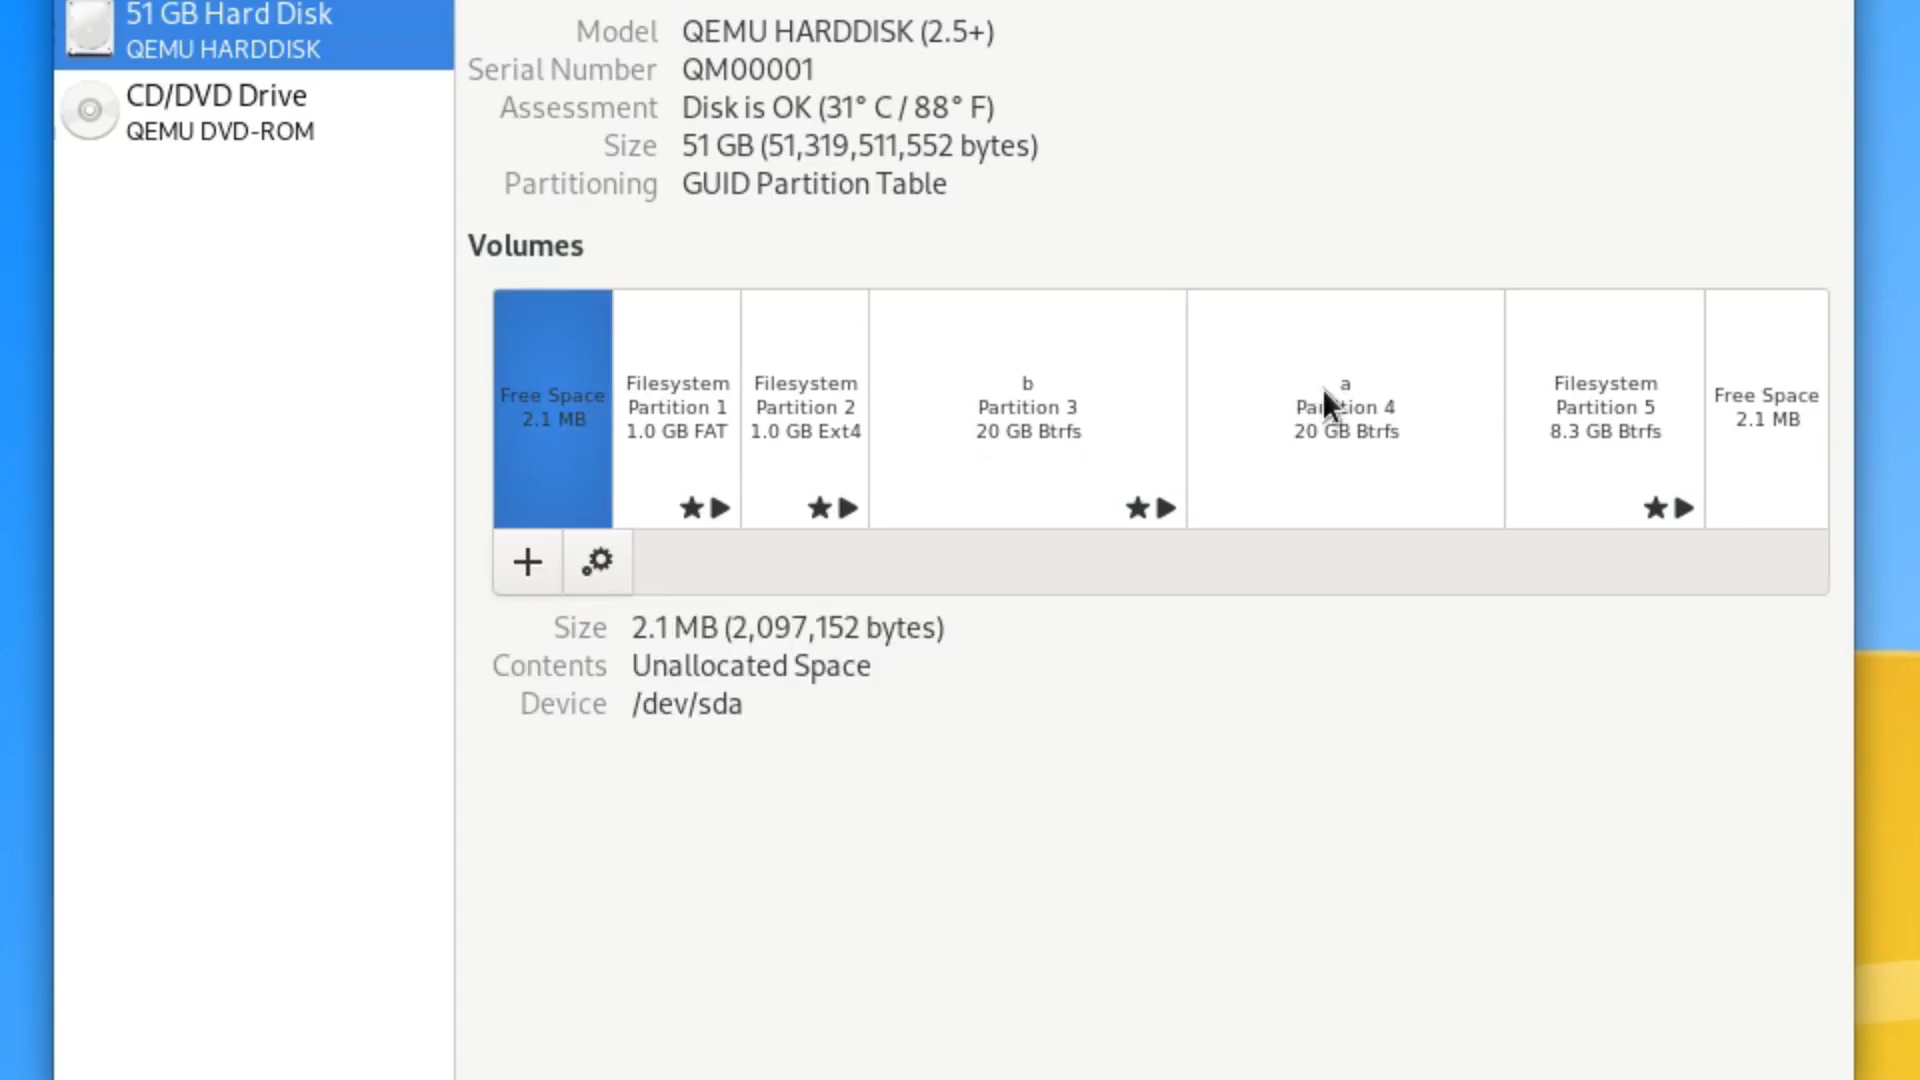 51 GB Hard Disk
QEMU HARDDISK
CD/DVD Drive
QEMU DVD-ROM
Model QEMU HARDDISK (2.5+)
Serial Number QM00001
Assessment Disk is OK (31° C / 88° F)
Size 51 GB (51,319,511,552 bytes)
Partitioning GUID Partition Table
Volumes
Free Space
2.1 MB
Filesystem
Partition 1
1.0 GB FAT
Filesystem
Partition 2
1.0 GB Ext4
b
Partition 3
20 GB Btrfs
a
Partition 4
20 GB Btrfs
Filesystem
Partition 5
8.3 GB Btrfs
Free Space
2.1 MB
Size 2.1 MB (2,097,152 bytes)
Contents Unallocated Space
Device /dev/sda